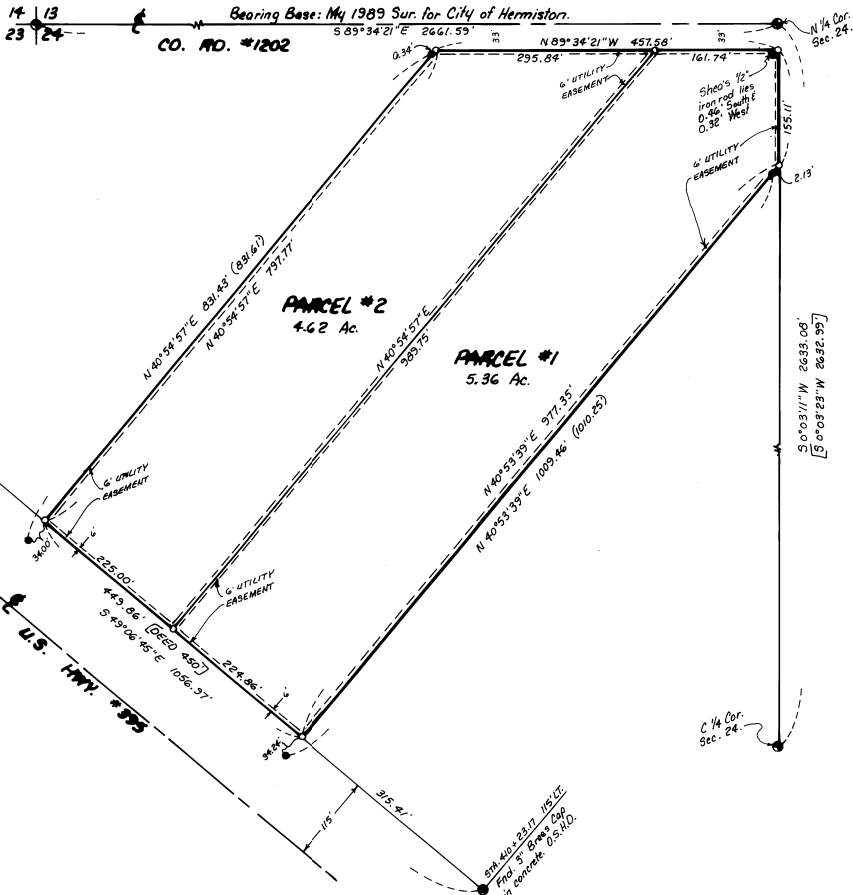 14 13
23 24
Bearing Base: My 1989 Sur. for City of Hermiston.
S 89°34'21"E 2661.59'
CO. RD. #1202
N 1/4 Cor.
Sec. 24.
0.34'
33'
N 89°34'21"W 457.58'
33'
295.84'
161.74'
6' UTILITY
EASEMENT
Shea's 1/2"
iron rod lies
0.46' South &
0.32' West
155.11'
6' UTILITY
EASEMENT
2.13'
N 40°54'57"E 831.43' (831.61')
N 40°54'57"E 797.77'
PARCEL #2
4.62 Ac.
N 40°54'57"E
989.75'
PARCEL #1
5.36 Ac.
N 40°53'39"E 977.35'
N 40°53'39"E 1009.46' (1010.25)
S 0°03'11"W 2633.08'
[S 0°03'23"W 2632.99']
6' UTILITY
EASEMENT
34.00'
6'
225.00'
449.86' [DEED 450']
S 49°06'45"E 1056.97'
6' UTILITY
EASEMENT
224.86'
6'
34.24'
U.S. HWY. #395
C 1/4 Cor.
Sec. 24.
315.41'
115'
STA. 410+23.17 115' LT.
Fnd. 3" Brass Cap
in concrete. O.S.H.D.